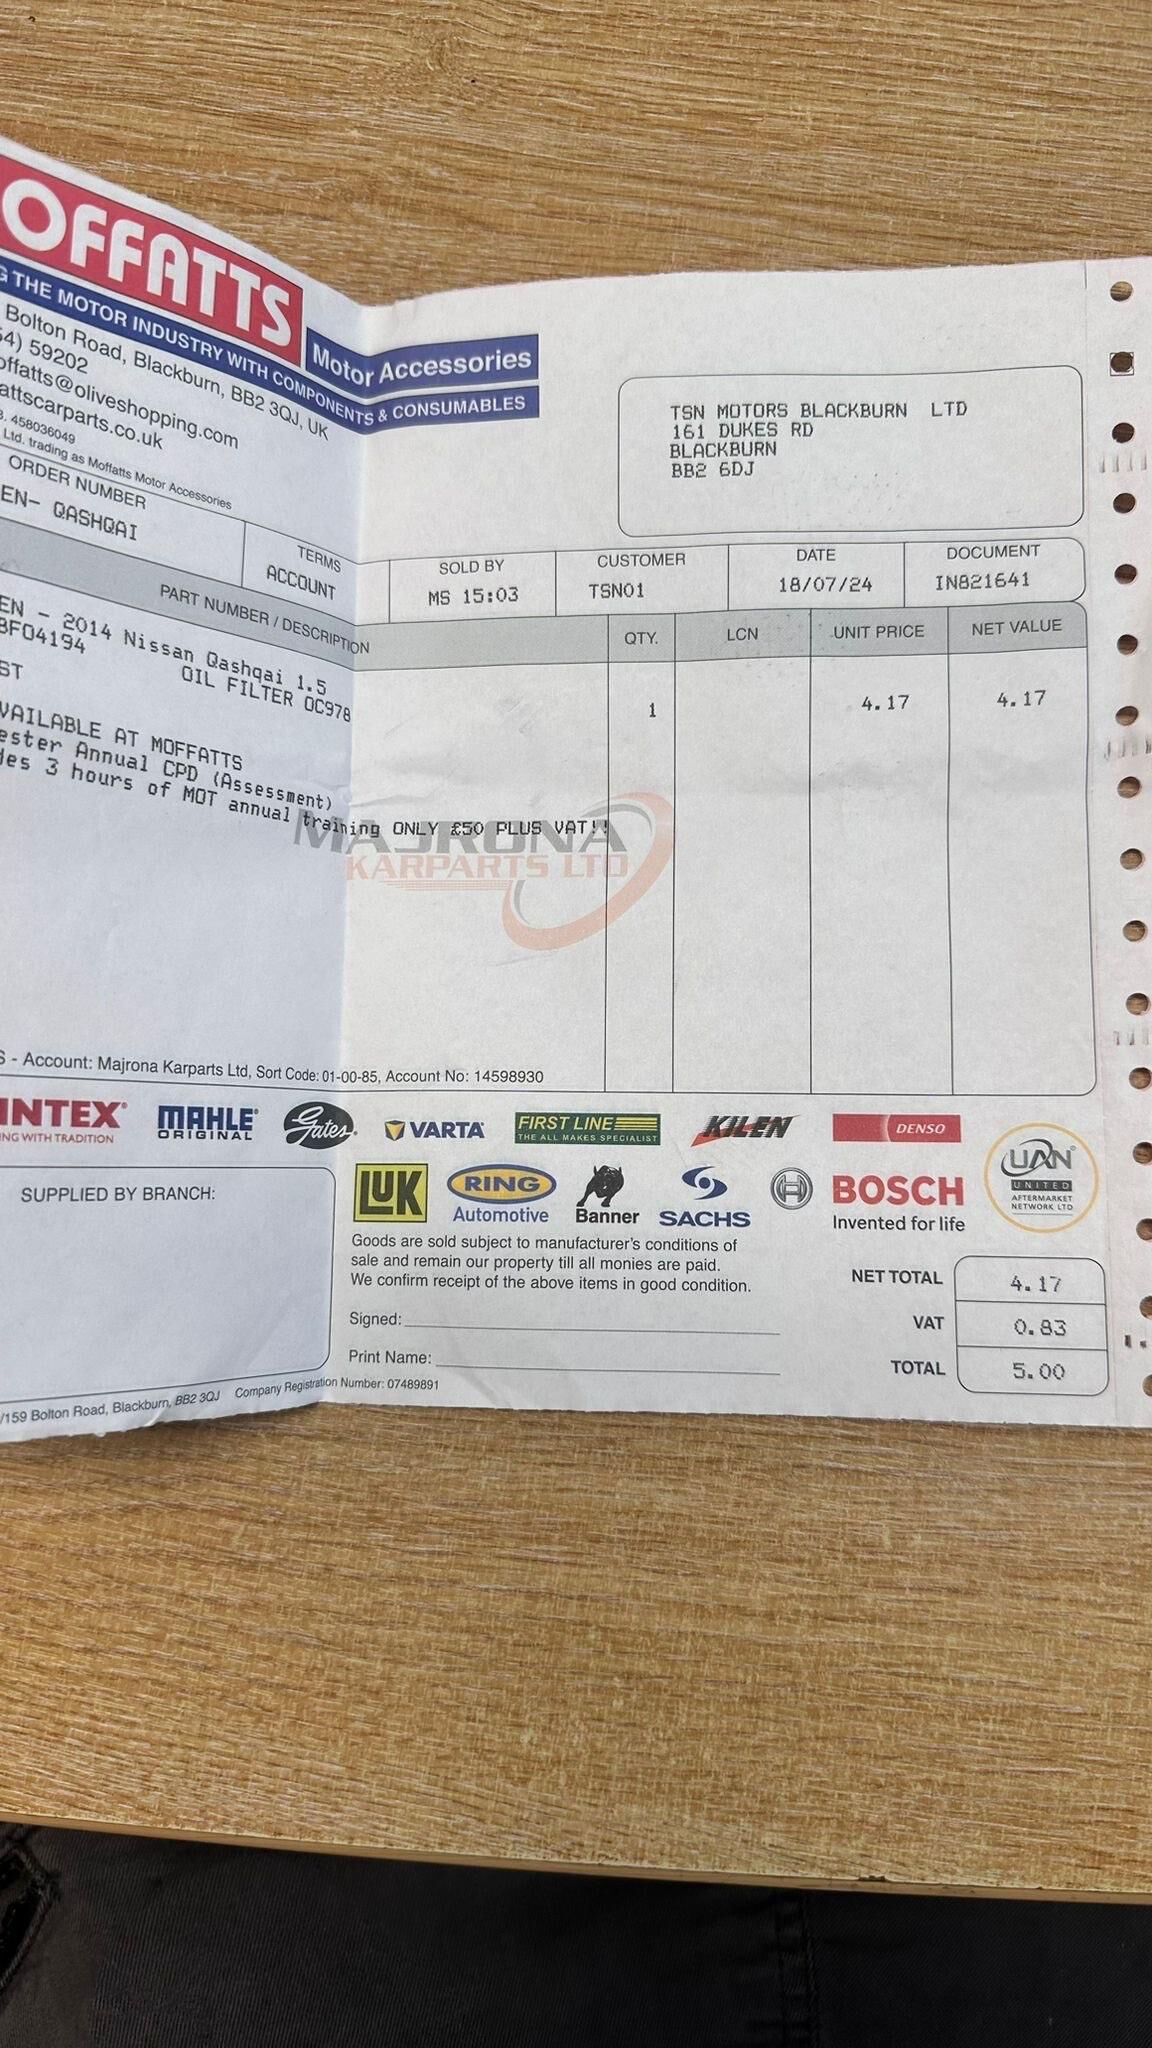 OFFATTS
Motor Accessories
G THE MOTOR INDUSTRY WITH COMPONENTS & CONSUMABLES
Bolton Road, Blackburn, BB2 3QJ, UK
54) 59202
offatts@oliveshopping.com
attscarparts.co.uk
458036049
Ltd. trading as Moffatts Motor Accessories
TSN MOTORS BLACKBURN LTD
161 DUKES RD
BLACKBURN
BB2 6DJ
ORDER NUMBER TERMS SOLD BY CUSTOMER DATE DOCUMENT
EN- QASHQAI ACCOUNT MS 15:03 TSN01 18/07/24 IN821641
PART NUMBER / DESCRIPTION QTY. LCN UNIT PRICE NET VALUE
EN - 2014 Nissan Qashqai 1.5
BFO4194 OIL FILTER OC978 1 4.17 4.17
ST
VAILABLE AT MOFFATTS
ester Annual CPD (Assessment)
des 3 hours of MOT annual training ONLY £50 PLUS VAT!!
MAJRONA
KARPARTS LTD
S - Account: Majrona Karparts Ltd, Sort Code: 01-00-85, Account No: 14598930
INTEX
NG WITH TRADITION
MAHLE
ORIGINAL
Gates
VARTA
FIRST LINE
THE ALL MAKES SPECIALIST
KILEN
DENSO
LUK
RING
Automotive
Banner
SACHS
BOSCH
Invented for life
UAN
UNITED
AFTERMARKET
NETWORK LTD
SUPPLIED BY BRANCH:
Goods are sold subject to manufacturer's conditions of
sale and remain our property till all monies are paid.
We confirm receipt of the above items in good condition.
Signed:
Print Name:
NET TOTAL 4.17
VAT 0.83
TOTAL 5.00
/159 Bolton Road, Blackburn, BB2 3QJ Company Registration Number: 07489891